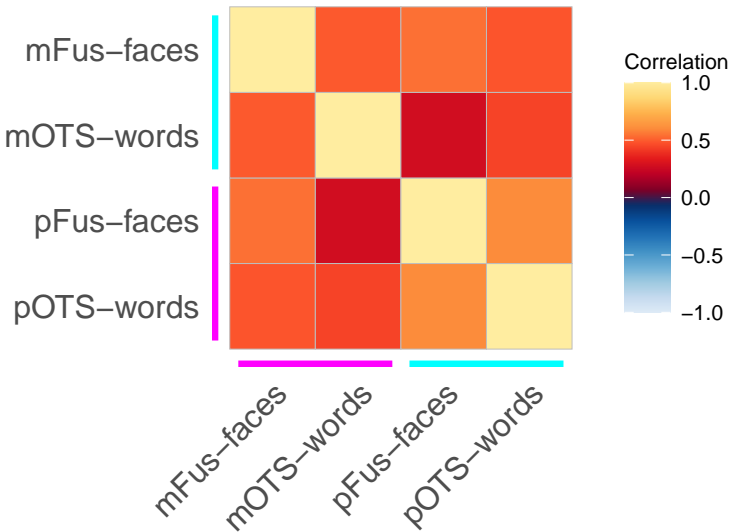 mFus−faces
mOTS−words
pFus−faces
pOTS−words
mFus−faces
mOTS−words
pFus−faces
pOTS−words
Correlation
1.0
0.5
0.0
−0.5
−1.0